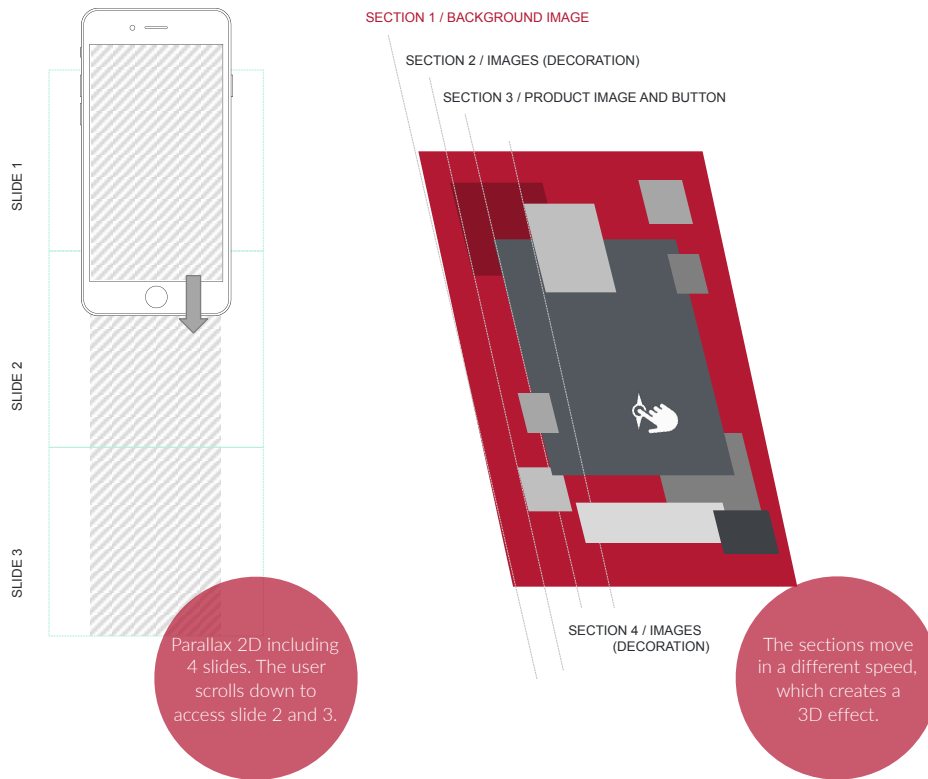 SECTION 1 / BACKGROUND IMAGE
SECTION 2 / IMAGES (DECORATION)
SECTION 3 / PRODUCT IMAGE AND BUTTON
SLIDE 1
SLIDE 2
SLIDE 3
Parallax 2D including
4 slides. The user
scrolls down to
access slide 2 and 3.
SECTION 4 / IMAGES
(DECORATION)
The sections move
in a different speed,
which creates a
3D effect.